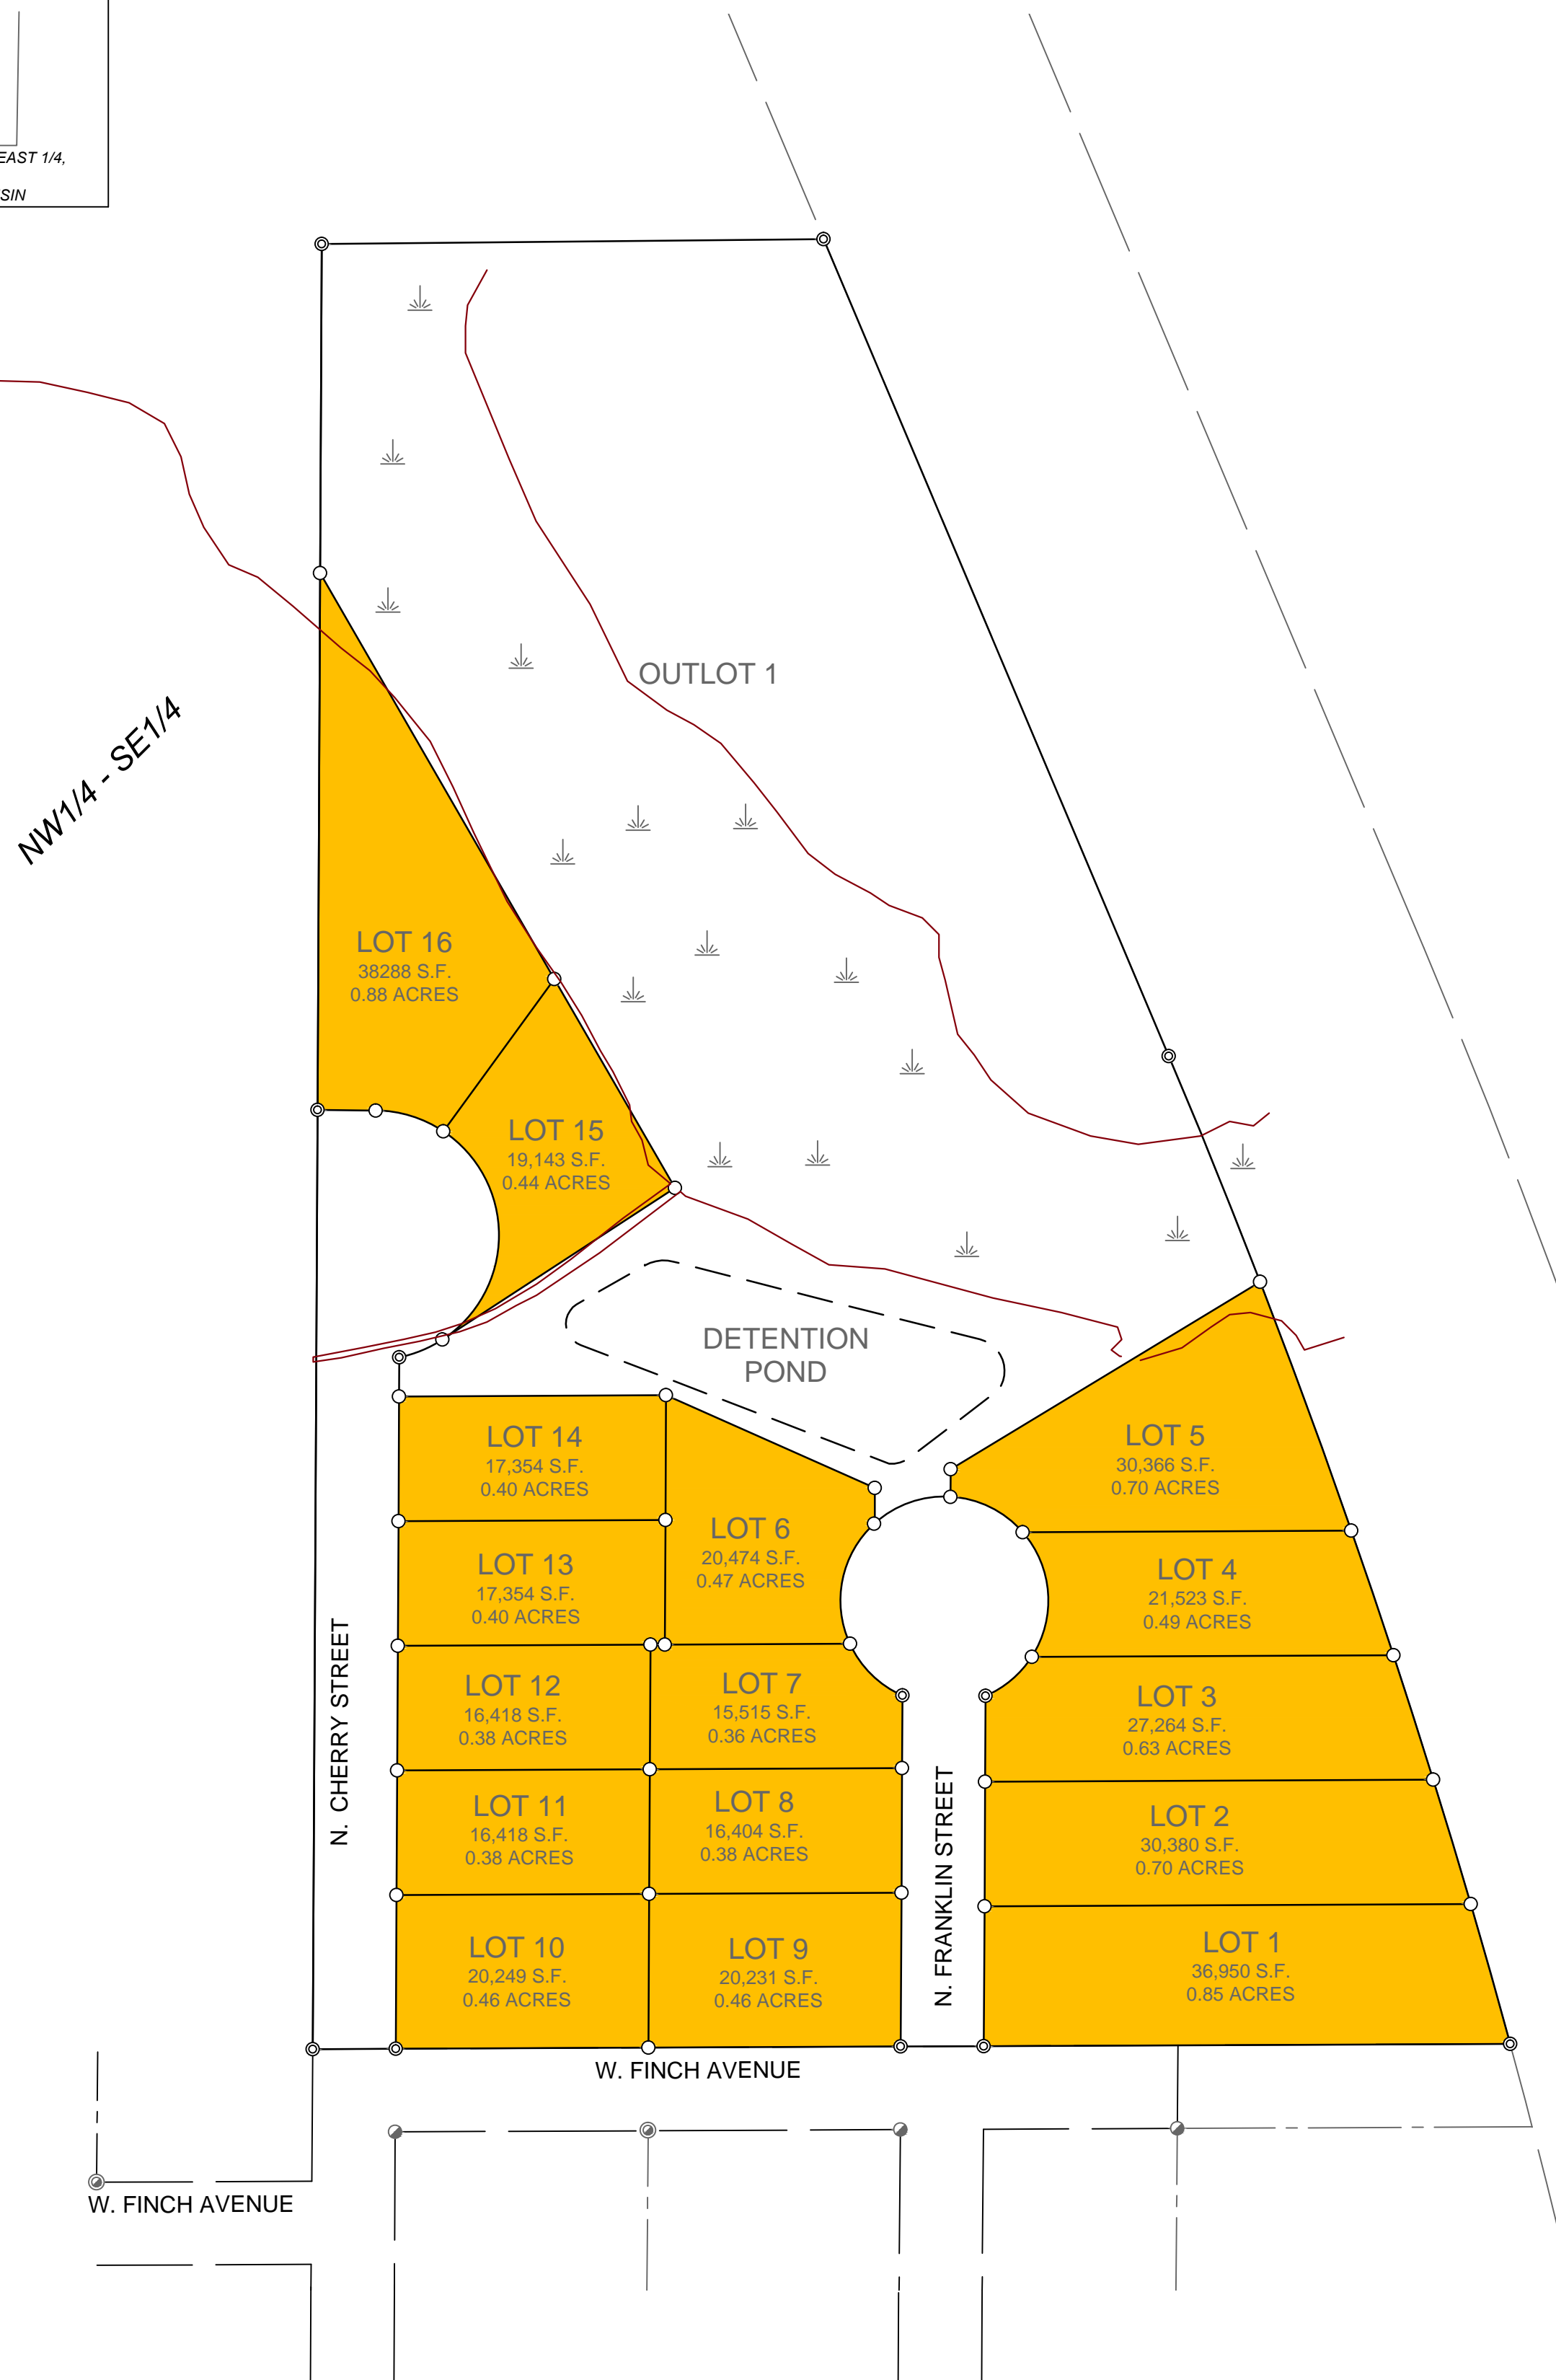 EAST 1/4,
SIN
OUTLOT 1
NW1/4 - SE1/4
LOT 16
38288 S.F.
0.88 ACRES
LOT 15
19,143 S.F.
0.44 ACRES
DETENTION
POND
LOT 14
17,354 S.F.
0.40 ACRES
LOT 5
30,366 S.F.
0.70 ACRES
LOT 6
20,474 S.F.
0.47 ACRES
LOT 13
17,354 S.F.
0.40 ACRES
LOT 4
21,523 S.F.
0.49 ACRES
LOT 12
16,418 S.F.
0.38 ACRES
LOT 7
15,515 S.F.
0.36 ACRES
LOT 3
27,264 S.F.
0.63 ACRES
N. CHERRY STREET
LOT 11
16,418 S.F.
0.38 ACRES
LOT 8
16,404 S.F.
0.38 ACRES
N. FRANKLIN STREET
LOT 2
30,380 S.F.
0.70 ACRES
LOT 10
20,249 S.F.
0.46 ACRES
LOT 9
20,231 S.F.
0.46 ACRES
LOT 1
36,950 S.F.
0.85 ACRES
W. FINCH AVENUE
W. FINCH AVENUE